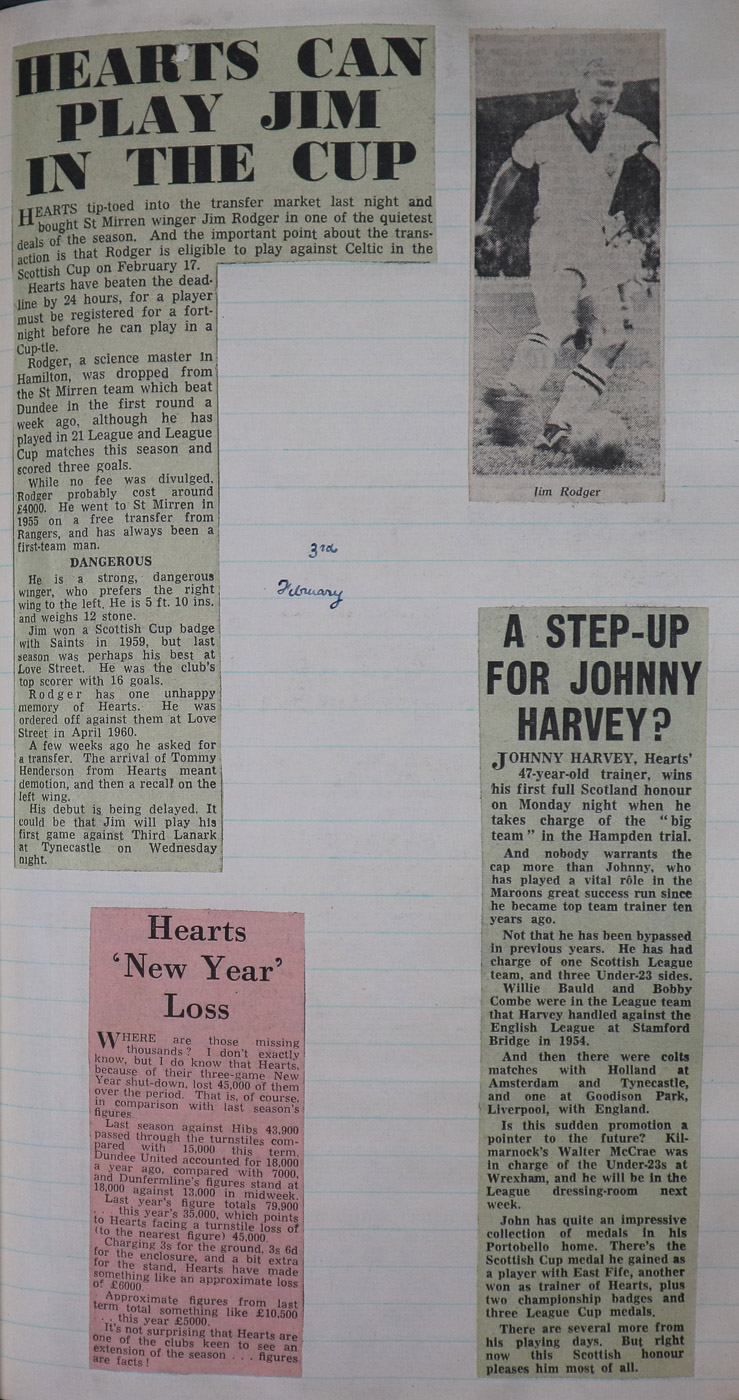 HEARTS CAN
PLAY JIM
IN THE CUP
HEARTS tip-toed into the transfer market last night and
bought St Mirren winger Jim Rodger in one of the quietest
deals of the season. And the important point about the trans-
action is that Rodger is eligible to play against Celtic in the
Scottish Cup on February 17.
Hearts have beaten the dead-
line by 24 hours, for a player
must be registered for a fort-
night before he can play in a
Cup-tie.
Rodger, a science master in
Hamilton, was dropped from
the St Mirren team which beat
Dundee in the first round a
week ago, although he has
played in 21 League and League
Cup matches this season and
scored three goals.
While no fee was divulged,
Rodger probably cost around
£4000. He went to St Mirren in
1955 on a free transfer from
Rangers, and has always been a
first-team man.
DANGEROUS
He is a strong, dangerous
winger, who prefers the right
wing to the left. He is 5 ft. 10 ins.
and weighs 12 stone.
Jim won a Scottish Cup badge
with Saints in 1959, but last
season was perhaps his best at
Love Street. He was the club's
top scorer with 16 goals.
Rodger has one unhappy
memory of Hearts. He was
ordered off against them at Love
Street in April 1960.
A few weeks ago he asked for
a transfer. The arrival of Tommy
Henderson from Hearts meant
demotion, and then a recall on the
left wing.
His debut is being delayed. It
could be that Jim will play his
first game against Third Lanark
at Tynecastle on Wednesday
night.
Jim Rodger
3rd
February
Hearts
'New Year'
Loss
WHERE are those missing
thousands? I don't exactly
know, but I do know that Hearts,
because of their three-game New
Year shut-down, lost 45,000 of them
over the period. That is, of course,
in comparison with last season's
figures.
Last season against Hibs 43,900
passed through the turnstiles com-
pared with 15,000 this term.
Dundee United accounted for 18,000
a year ago, compared with 7000,
and Dunfermline's figures stand at
18,000 against 13,000 in midweek.
Last year's figure totals 79,900
. . . this year's 35,000, which points
to Hearts facing a turnstile loss of
(to the nearest figure) 45,000.
Charging 3s for the ground, 3s 6d
for the enclosure, and a bit extra
for the stand, Hearts have made
something like an approximate loss
of £6000.
Approximate figures from last
term total something like £10,500
. . . this year £5000.
It's not surprising that Hearts are
one of the clubs keen to see an
extension of the season . . . figures
are facts!
A STEP-UP
FOR JOHNNY
HARVEY?
JOHNNY HARVEY, Hearts'
47-year-old trainer, wins
his first full Scotland honour
on Monday night when he
takes charge of the "big
team" in the Hampden trial.
And nobody warrants the
cap more than Johnny, who
has played a vital rôle in the
Maroons great success run since
he became top team trainer ten
years ago.
Not that he has been bypassed
in previous years. He has had
charge of one Scottish League
team, and three Under-23 sides.
Willie Bauld and Bobby
Combe were in the League team
that Harvey handled against the
English League at Stamford
Bridge in 1954.
And then there were colts
matches with Holland at
Amsterdam and Tynecastle,
and one at Goodison Park,
Liverpool, with England.
Is this sudden promotion a
pointer to the future? Kil-
marnock's Walter McCrae was
in charge of the Under-23s at
Wrexham, and he will be in the
League dressing-room next
week.
John has quite an impressive
collection of medals in his
Portobello home. There's the
Scottish Cup medal he gained as
a player with East Fife, another
won as trainer of Hearts, plus
two championship badges and
three League Cup medals.
There are several more from
his playing days. But right
now this Scottish honour
pleases him most of all.